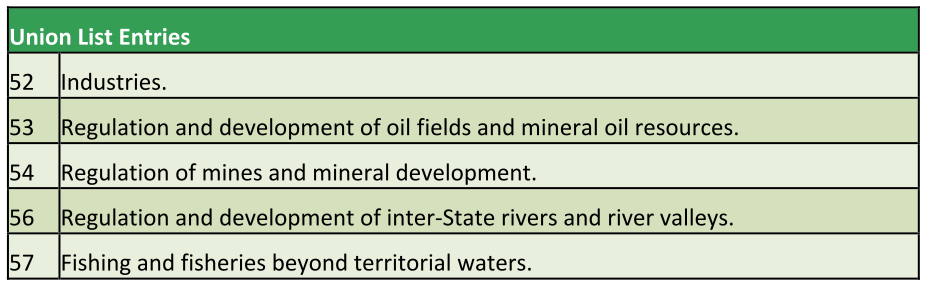 Union List Entries
52 Industries.
53 Regulation and development of oil fields and mineral oil resources.
54 Regulation of mines and mineral development.
56 Regulation and development of inter-State rivers and river valleys.
57 Fishing and fisheries beyond territorial waters.